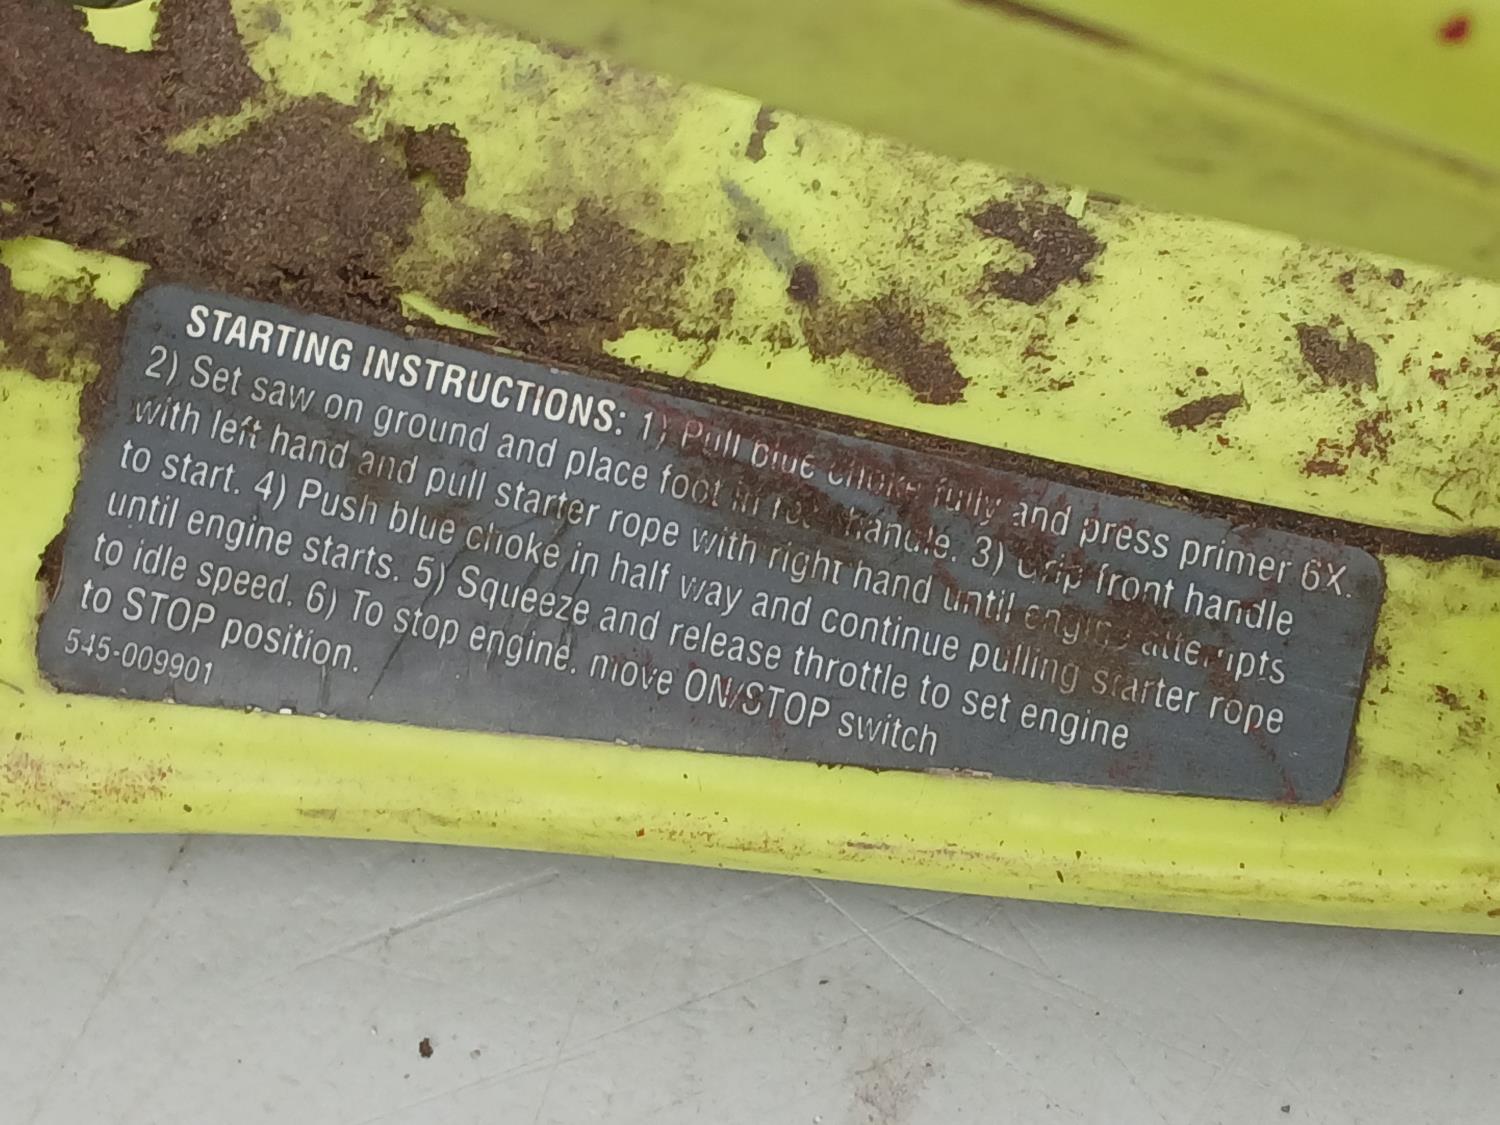 STARTING INSTRUCTIONS: 1) Pull blue choke fully and press primer 6X.
2) Set saw on ground and place foot in rear handle. 3) Grip front handle
with left hand and pull starter rope with right hand until engine attempts
to start. 4) Push blue choke in half way and continue pulling starter rope
until engine starts. 5) Squeeze and release throttle to set engine
to idle speed. 6) To stop engine, move ON/STOP switch
to STOP position.
545-009901